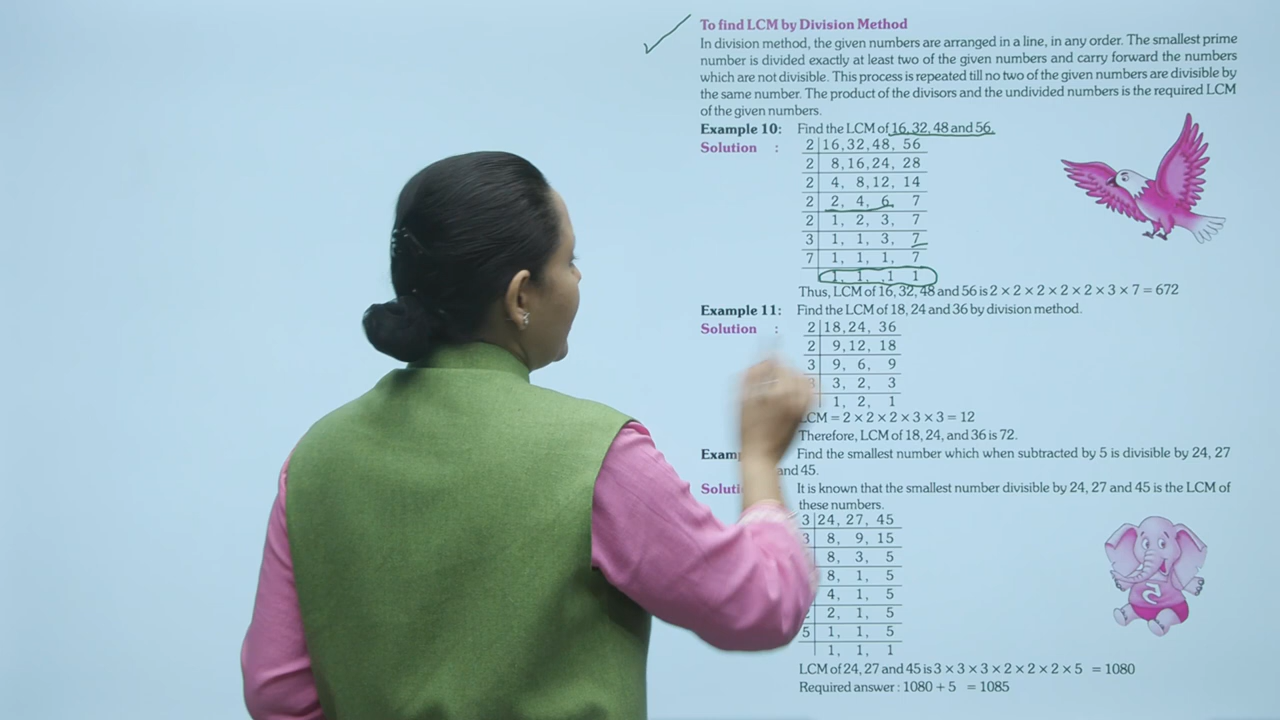 To find LCM by Division Method
In division method, the given numbers are arranged in a line, in any order. The smallest prime
number is divided exactly at least two of the given numbers and carry forward the numbers
which are not divisible. This process is repeated till no two of the given numbers are divisible by
the same number. The product of the divisors and the undivided numbers is the required LCM
of the given numbers.
Example 10: Find the LCM of 16, 32, 48 and 56.
Solution :
2 16, 32, 48, 56
2 8, 16, 24, 28
2 4, 8, 12, 14
2 2, 4, 6, 7
2 1, 2, 3, 7
3 1, 1, 3, 7
7 1, 1, 1, 7
1, 1, 1 1
Thus, LCM of 16, 32, 48 and 56 is 2 × 2 × 2 × 2 × 2 × 3 × 7 = 672
Example 11: Find the LCM of 18, 24 and 36 by division method.
Solution :
2 18, 24, 36
2 9, 12, 18
3 9, 6, 9
3 3, 2, 3
1, 2, 1
LCM = 2 × 2 × 2 × 3 × 3 = 12
Therefore, LCM of 18, 24, and 36 is 72.
Find the smallest number which when subtracted by 5 is divisible by 24, 27
and 45.
It is known that the smallest number divisible by 24, 27 and 45 is the LCM of
these numbers.
3 24, 27, 45
3 8, 9, 15
8, 3, 5
8, 1, 5
4, 1, 5
2, 1, 5
5 1, 1, 5
1, 1, 1
LCM of 24, 27 and 45 is 3 × 3 × 3 × 2 × 2 × 2 × 5 = 1080
Required answer : 1080 + 5 = 1085